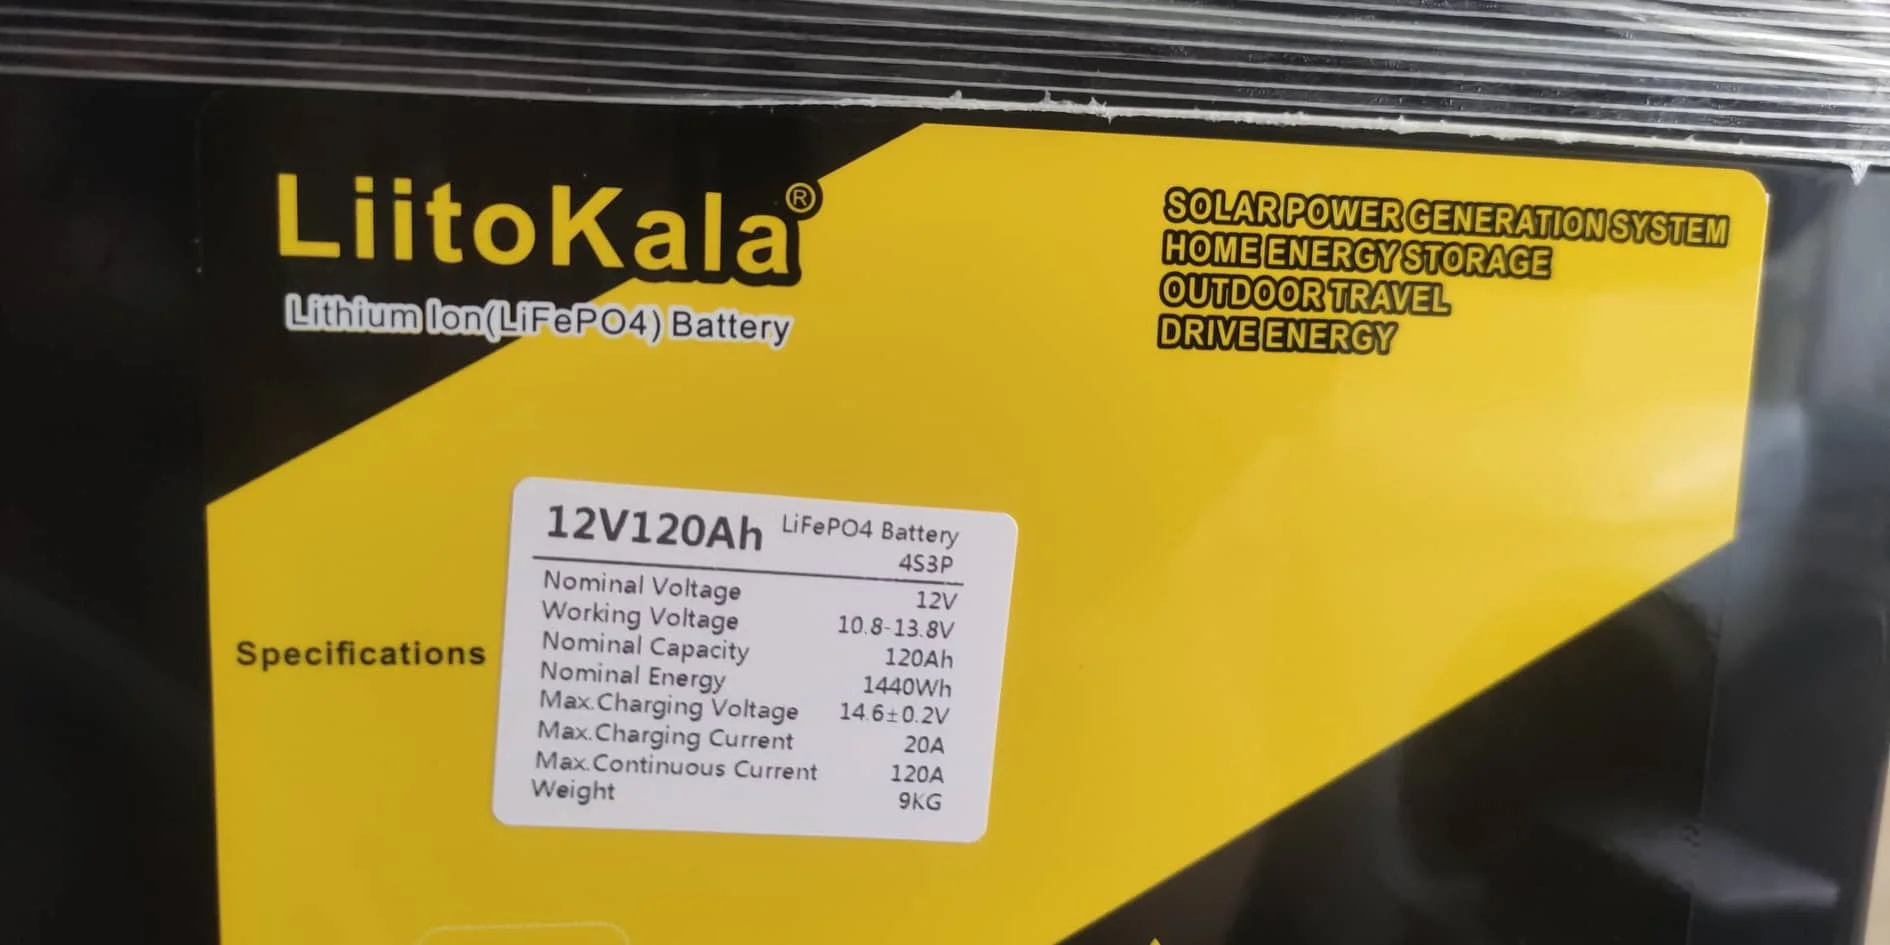 LiitoKala®
Lithium Ion(LiFePO4) Battery
SOLAR POWER GENERATION SYSTEM
HOME ENERGY STORAGE
OUTDOOR TRAVEL
DRIVE ENERGY
Specifications
12V120Ah LiFePO4 Battery
4S3P
Nominal Voltage 12V
Working Voltage 10.8-13.8V
Nominal Capacity 120Ah
Nominal Energy 1440Wh
Max.Charging Voltage 14.6±0.2V
Max.Charging Current 20A
Max.Continuous Current 120A
Weight 9KG